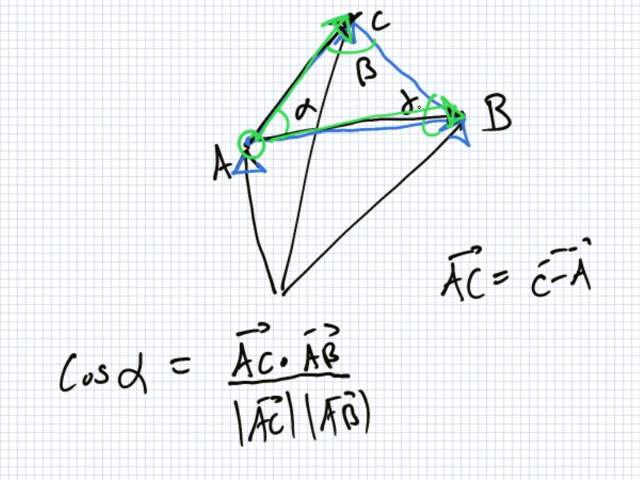 C
β
α
γ
B
A
AC⃗ = C⃗ - A⃗
Cos α = AC⃗ · AB⃗
|AC⃗| |AB⃗|